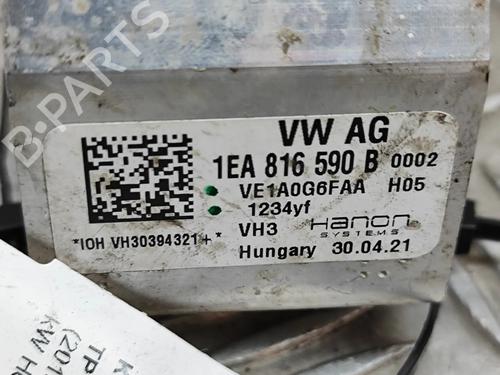 B-PARTS
VW AG
1EA 816 590 B 0002
VE1A0G6FAA H05
1234yf
*IOH VH30394321+* VH3 Hanon
SYSTEMS
Hungary 30.04.21